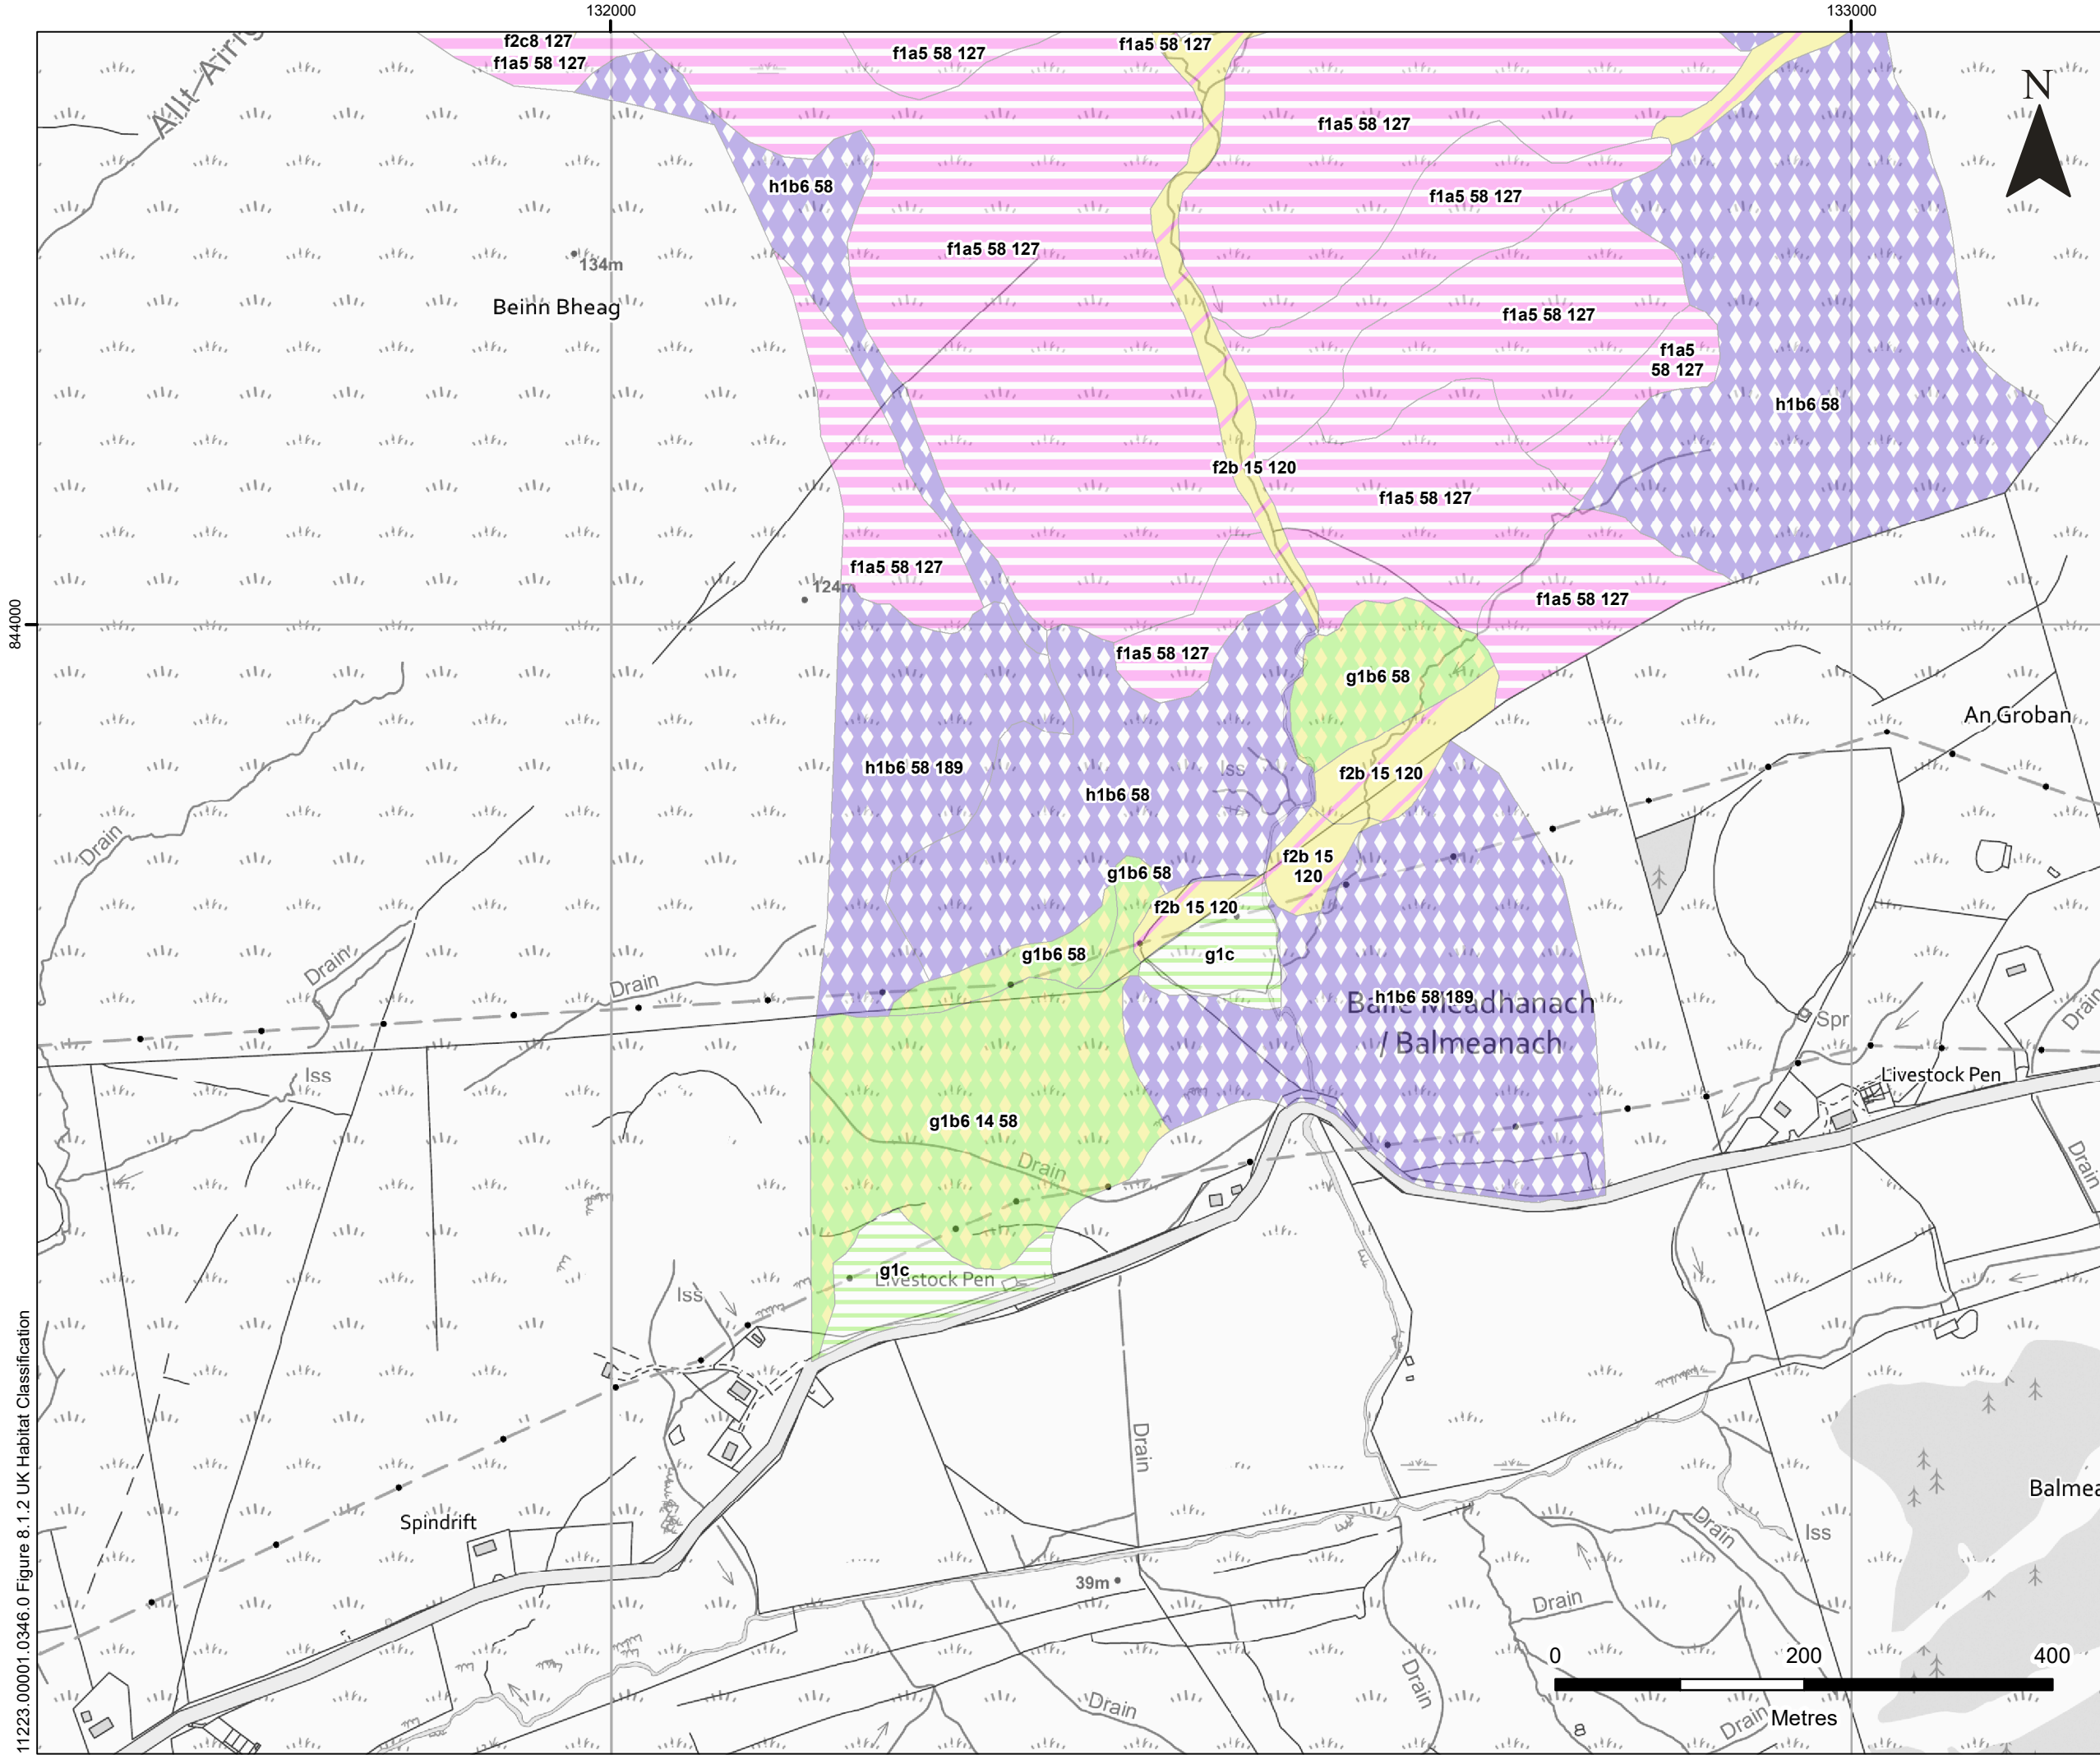 132000
133000
f2c8 127
f1a5 58 127
f1a5 58 127
f1a5 58 127
N
f1a5 58 127
h1b6 58
f1a5 58 127
f1a5 58 127
134m
Beinn Bheag
f1a5 58 127
f1a5
58 127
h1b6 58
f2b 15 120
f1a5 58 127
f1a5 58 127
124m
f1a5 58 127
844000
f1a5 58 127
g1b6 58
An Groban
h1b6 58 189
Iss
f2b 15 120
h1b6 58
Drain
f2b 15
120
g1b6 58
f2b 15 120
g1b6 58
g1c
Drain
Drain
h1b6 58 189
Baile Meadhanach
/ Balmeanach
Spr
Drain
Iss
Livestock Pen
g1b6 14 58
Drain
Drain
g1c
Livestock Pen
Iss
Drain
Spindrift
Balmea
Drain
Iss
39m
Drain
Drain
Drain
Drain
0 200 400
Metres
11223.00001.0346.0 Figure 8.1.2 UK Habitat Classification